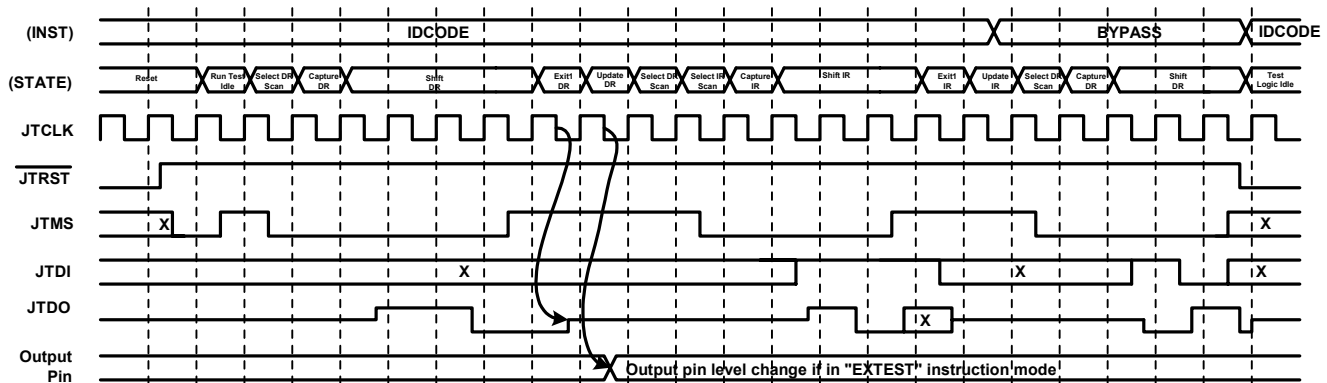 (INST) IDCODE BYPASS IDCODE
(STATE) Reset Run Test Idle Select DR Scan Capture DR Shift DR Exit1 DR Update DR Select DR Scan Select IR Scan Capture IR Shift IR Exit1 IR Update IR Select DR Scan Capture DR Shift DR Test Logic Idle
JTCLK
JTRST
JTMS X X
JTDI X X X
JTDO X
Output Pin Output pin level change if in "EXTEST" instruction mode